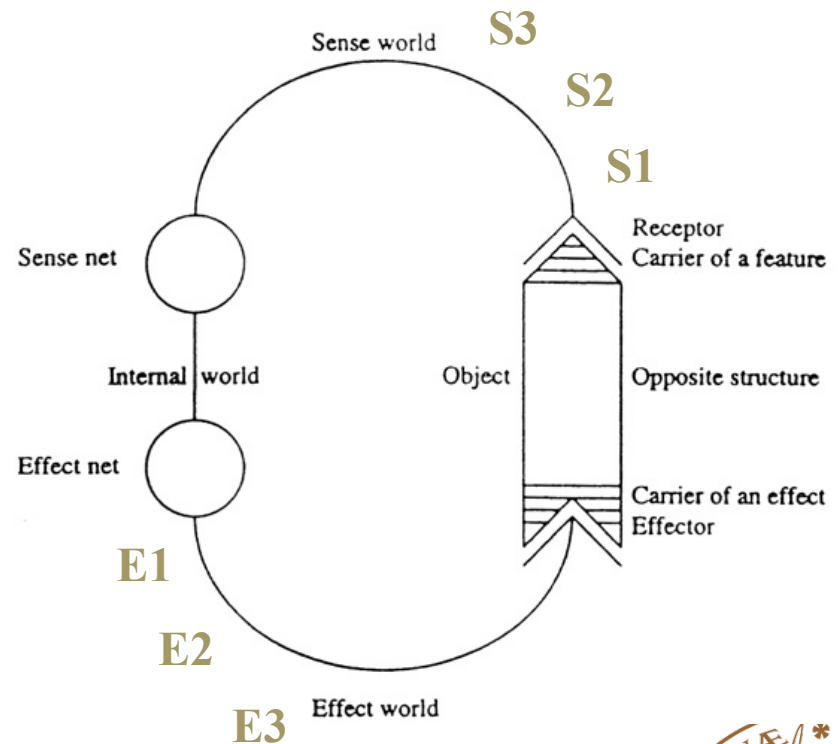 Sense world
S3
S2
S1
Receptor
Sense net
Carrier of a feature
Internal world
Object
Opposite structure
Effect net
Carrier of an effect
Effector
E1
E2
E3
Effect world